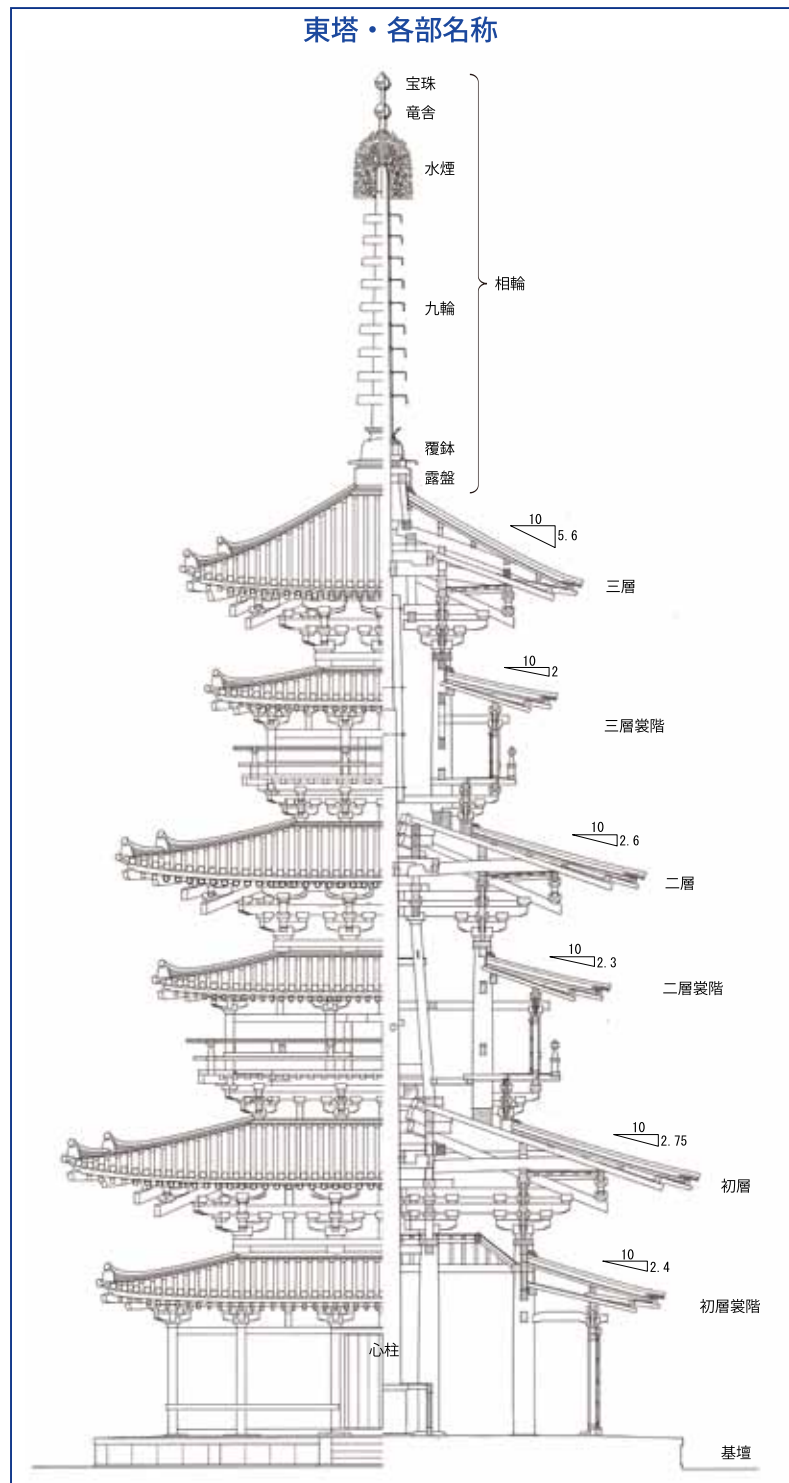 東塔・各部名称
宝珠
竜舎
水煙
相輪
九輪
覆鉢
露盤
10
5.6
三層
10
2
三層裳階
10
2.6
二層
10
2.3
二層裳階
10
2.75
初層
10
2.4
初層裳階
心柱
基壇